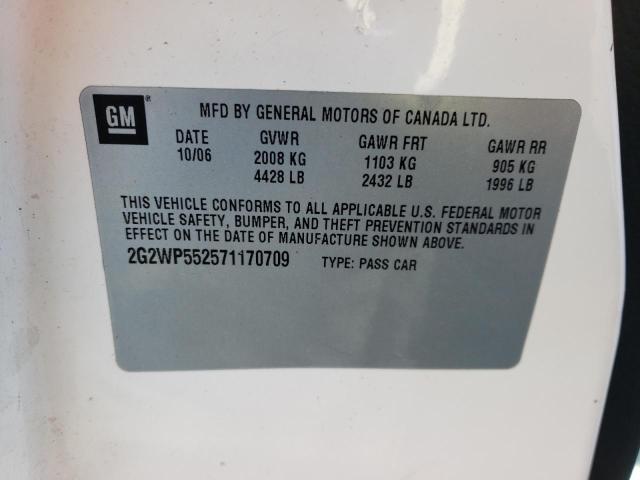 GM®
MFD BY GENERAL MOTORS OF CANADA LTD.
DATE GVWR GAWR FRT GAWR RR
10/06 2008 KG 1103 KG 905 KG
4428 LB 2432 LB 1996 LB
THIS VEHICLE CONFORMS TO ALL APPLICABLE U.S. FEDERAL MOTOR
VEHICLE SAFETY, BUMPER, AND THEFT PREVENTION STANDARDS IN
EFFECT ON THE DATE OF MANUFACTURE SHOWN ABOVE.
2G2WP552571170709 TYPE: PASS CAR